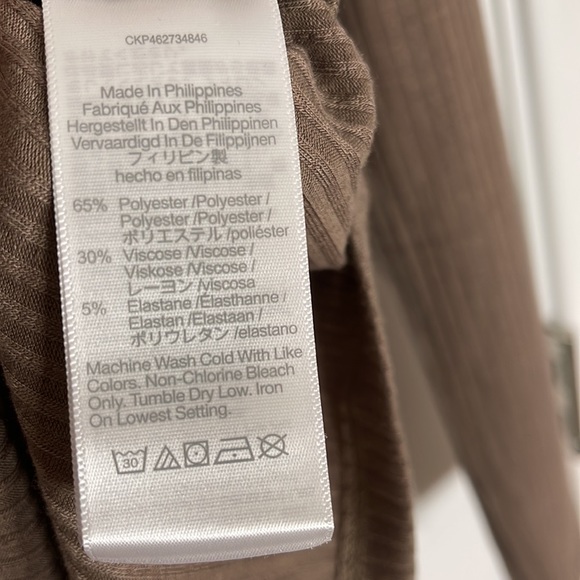 CKP462734846
Made In Philippines
Fabriqué Aux Philippines
Hergestellt In Den Philippinen
Vervaardigd In De Filippijnen
フィリピン製
hecho en filipinas
65% Polyester /Polyester /
Polyester /Polyester /
ポリエステル /poliéster
30% Viscose /Viscose /
Viskose /Viscose /
レーヨン /viscosa
5% Elastane /Élasthanne /
Elastan /Elastaan /
ポリウレタン /elastano
Machine Wash Cold With Like
Colors. Non-Chlorine Bleach
Only. Tumble Dry Low. Iron
On Lowest Setting.
30